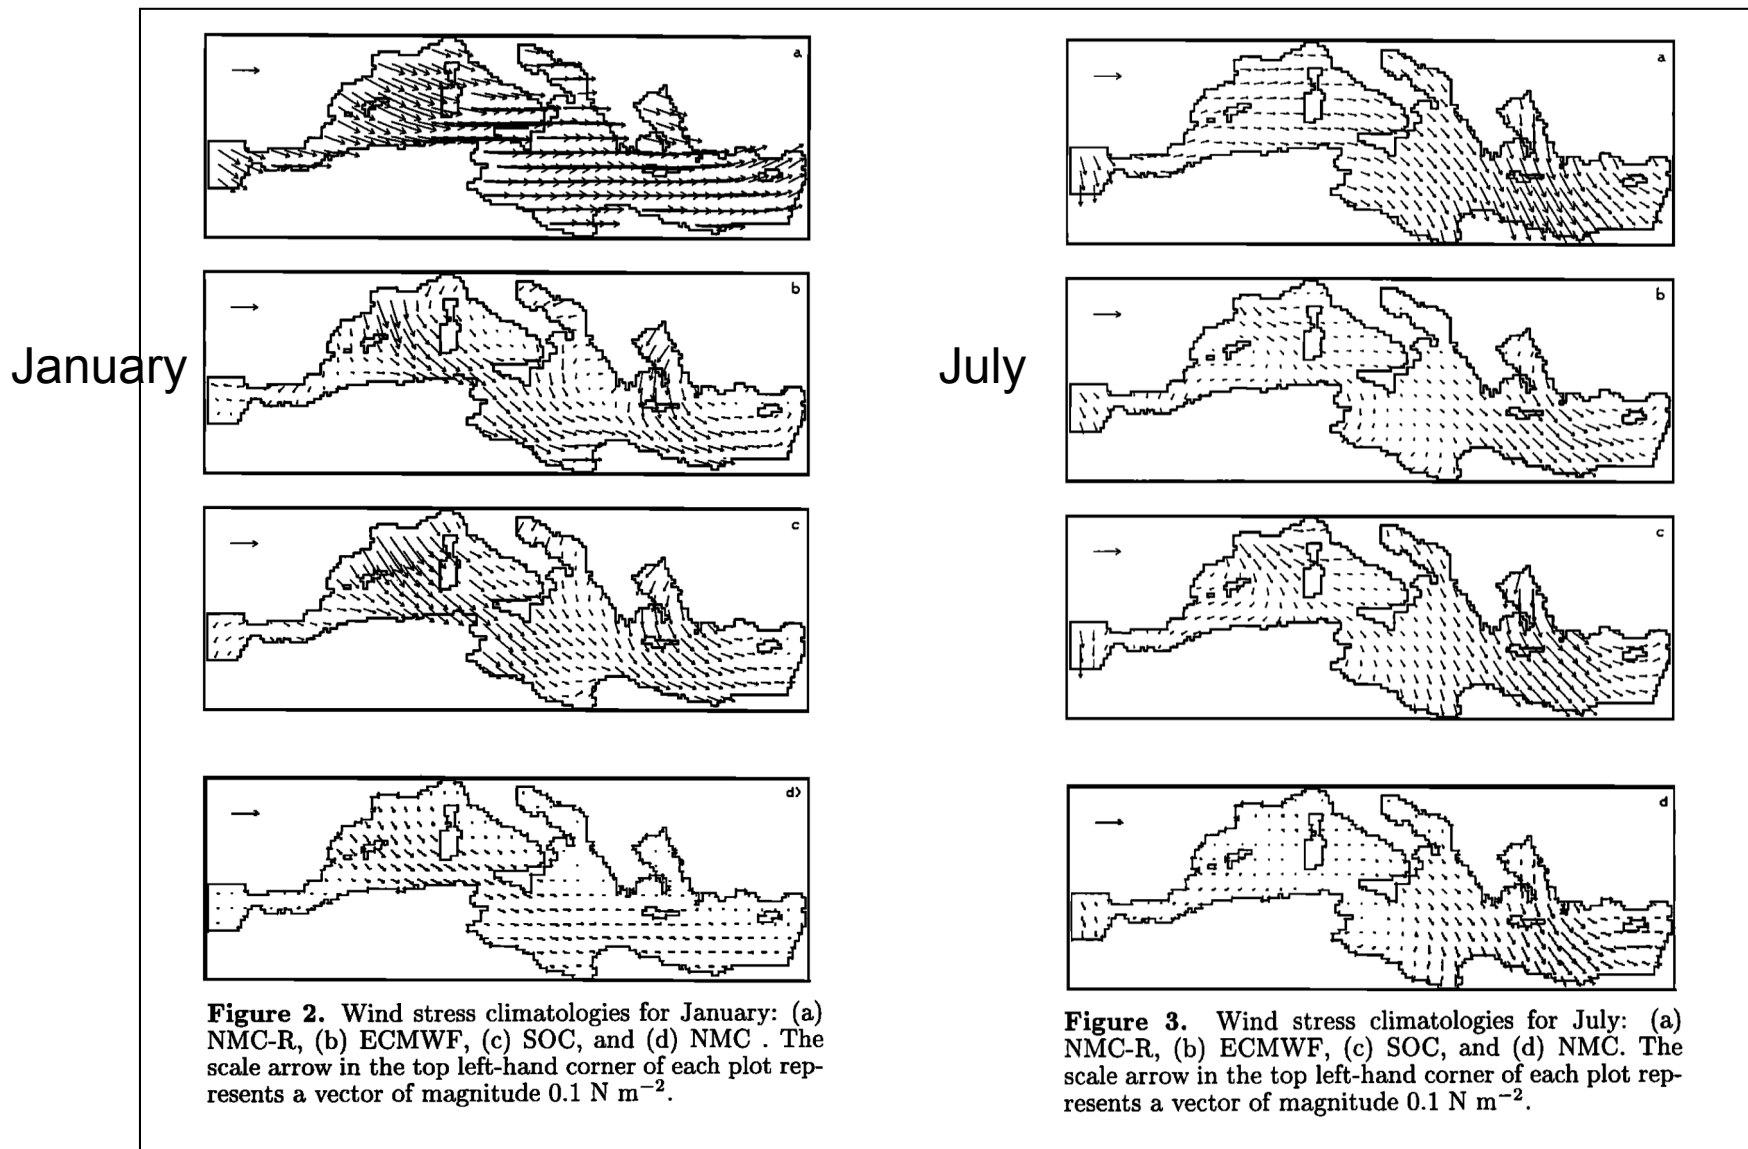 January
a
b
c
d)
Figure 2. Wind stress climatologies for January: (a)
NMC-R, (b) ECMWF, (c) SOC, and (d) NMC . The
scale arrow in the top left-hand corner of each plot rep-
resents a vector of magnitude 0.1 N m⁻².
July
a
b
c
d
Figure 3. Wind stress climatologies for July: (a)
NMC-R, (b) ECMWF, (c) SOC, and (d) NMC. The
scale arrow in the top left-hand corner of each plot rep-
resents a vector of magnitude 0.1 N m⁻².